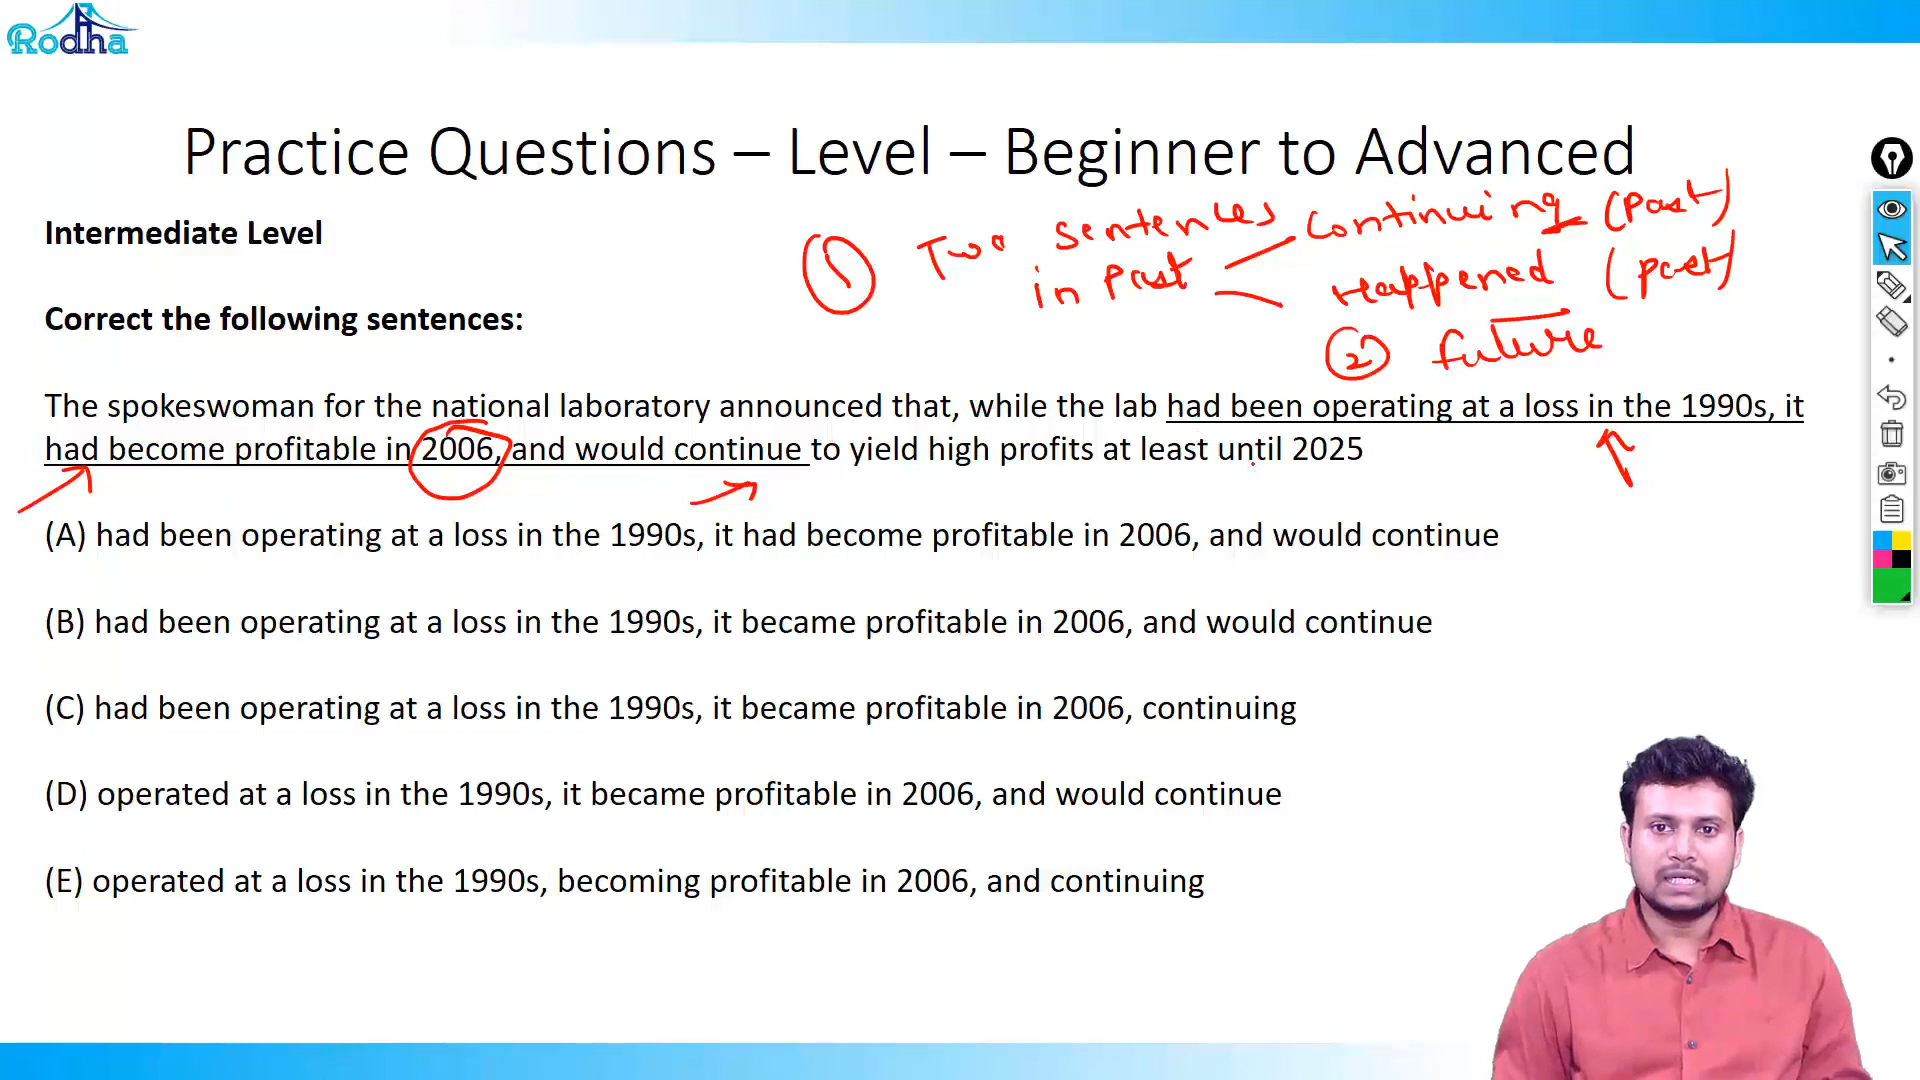 Rodha
Practice Questions – Level – Beginner to Advanced
Intermediate Level
① Two sentences continuing (past)
in past Happened (past)
② future
Correct the following sentences:
The spokeswoman for the national laboratory announced that, while the lab had been operating at a loss in the 1990s, it
had become profitable in 2006, and would continue to yield high profits at least until 2025
(A) had been operating at a loss in the 1990s, it had become profitable in 2006, and would continue
(B) had been operating at a loss in the 1990s, it became profitable in 2006, and would continue
(C) had been operating at a loss in the 1990s, it became profitable in 2006, continuing
(D) operated at a loss in the 1990s, it became profitable in 2006, and would continue
(E) operated at a loss in the 1990s, becoming profitable in 2006, and continuing